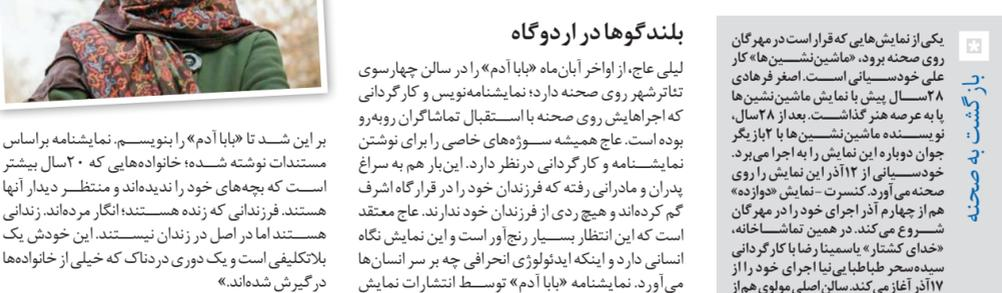 بازگشت به صحنه
یکی از نمایش‌هایی که قرار است در مهرگان
روی صحنه برود، «ماشین‌نشین‌ها» کار
علی خودسیانی است. اصغر فرهادی
۲۸سال پیش با نمایش ماشین‌نشین‌ها
پا به عرصه هنر گذاشت. بعد از ۲۸سال،
نویسنده ماشین‌نشین‌ها با ۲بازیگر
جوان دوباره این نمایش را به اجرا می‌برد.
خودسیانی از ۱۲آذر این نمایش را روی
صحنه می‌آورد. کنسرت - نمایش «دوازده»
هم از چهارم آذر اجرای خود را در مهرگان
شروع می‌کند. در همین تماشاخانه،
«خدای کشتار» یاسمینا رضا با کارگردانی
سیده‌سحر طباطبایی‌نیا اجرای خود را از
۱۷آذر آغاز می‌کند. سالن اصلی مولوی هم از
بلندگوها در اردوگاه
لیلی عاج، از اواخر آبان‌ماه «بابا آدم» را در سالن چهارسوی
تئاترشهر روی صحنه دارد؛ نمایشنامه‌نویس و کارگردانی
که اجراهایش روی صحنه با استقبال تماشاگران روبه‌رو
بوده است. عاج همیشه سوژه‌های خاصی را برای نوشتن
نمایشنامه و کارگردانی درنظر دارد. این‌بار هم به سراغ
پدران و مادرانی رفته که فرزندان خود را در قرارگاه اشرف
گم کرده‌اند و هیچ ردی از فرزندان خود ندارند. عاج معتقد
است که این انتظار بسیار رنج‌آور است و این نمایش نگاه
انسانی دارد و اینکه ایدئولوژی انحرافی چه بر سر انسان‌ها
می‌آورد. نمایشنامه «بابا آدم» توسط انتشارات نمایش
بر این شد تا «بابا آدم» را بنویسم. نمایشنامه براساس
مستندات نوشته شده؛ خانواده‌هایی که ۲۰سال بیشتر
است که بچه‌های خود را ندیده‌اند و منتظر دیدار آنها
هستند. فرزندانی که زنده هستند؛ انگار مرده‌اند. زندانی
هستند اما در اصل در زندان نیستند. این خودش یک
بلاتکلیفی است و یک دوری دردناک که خیلی از خانواده‌ها
درگیرش شده‌اند.»